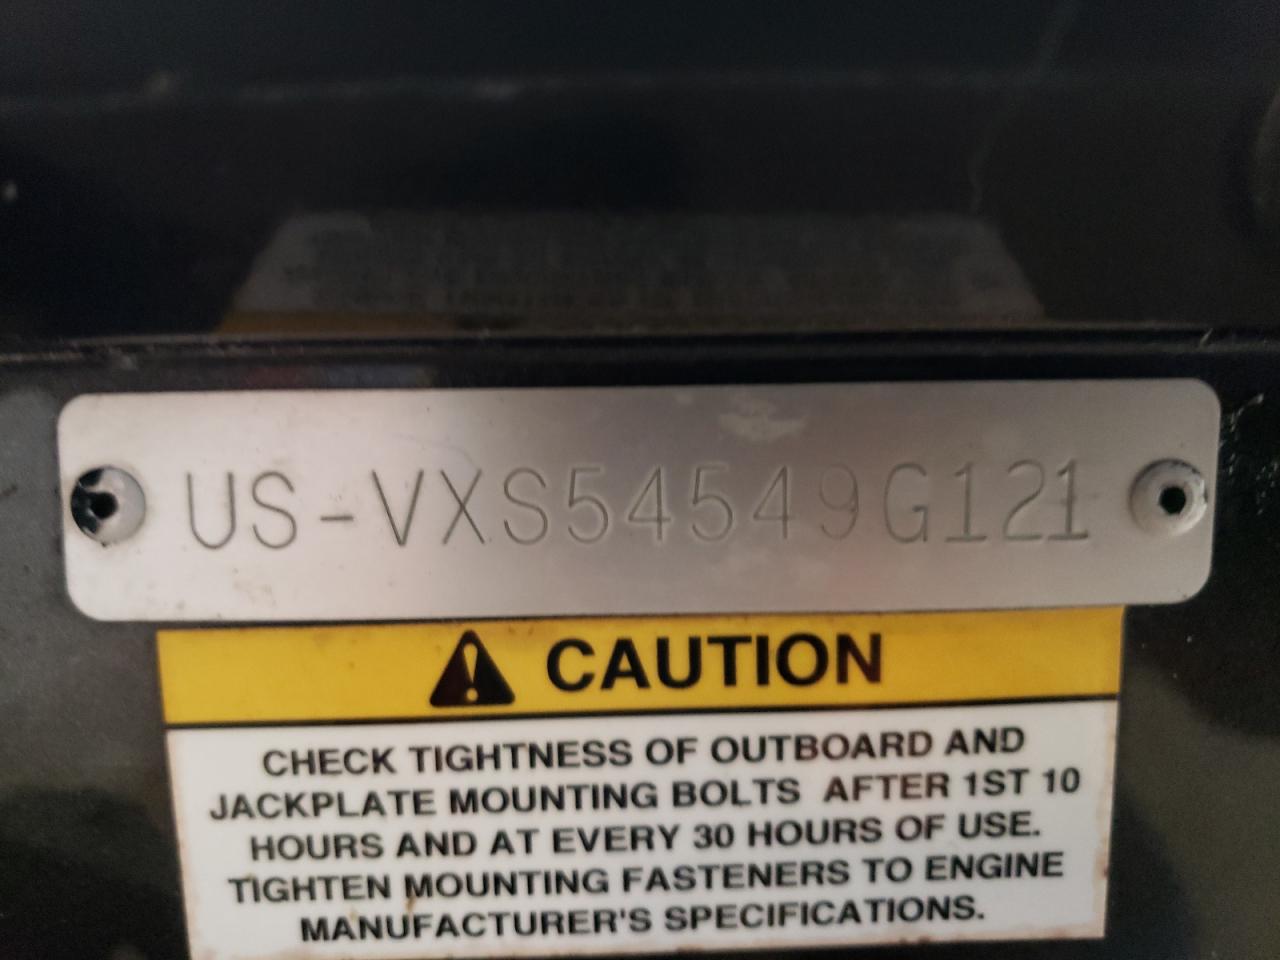 US-VXS54549G121
CAUTION
CHECK TIGHTNESS OF OUTBOARD AND
JACKPLATE MOUNTING BOLTS AFTER 1ST 10
HOURS AND AT EVERY 30 HOURS OF USE.
TIGHTEN MOUNTING FASTENERS TO ENGINE
MANUFACTURER'S SPECIFICATIONS.